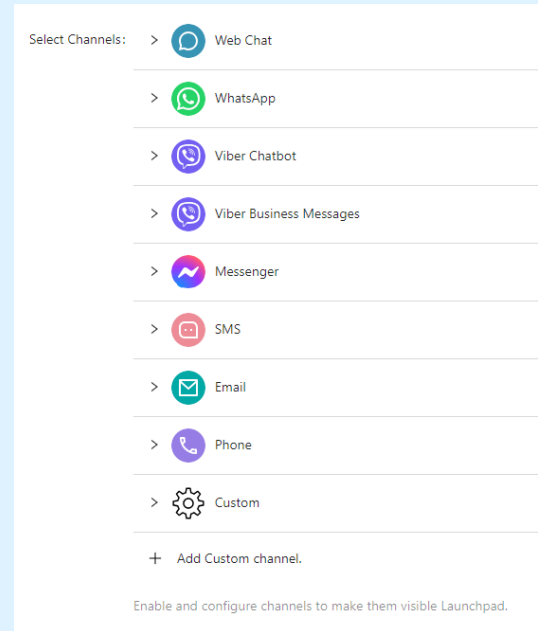 Select Channels:
Web Chat
WhatsApp
Viber Chatbot
Viber Business Messages
Messenger
SMS
Email
Phone
Custom
Add Custom channel.
Enable and configure channels to make them visible Launchpad.